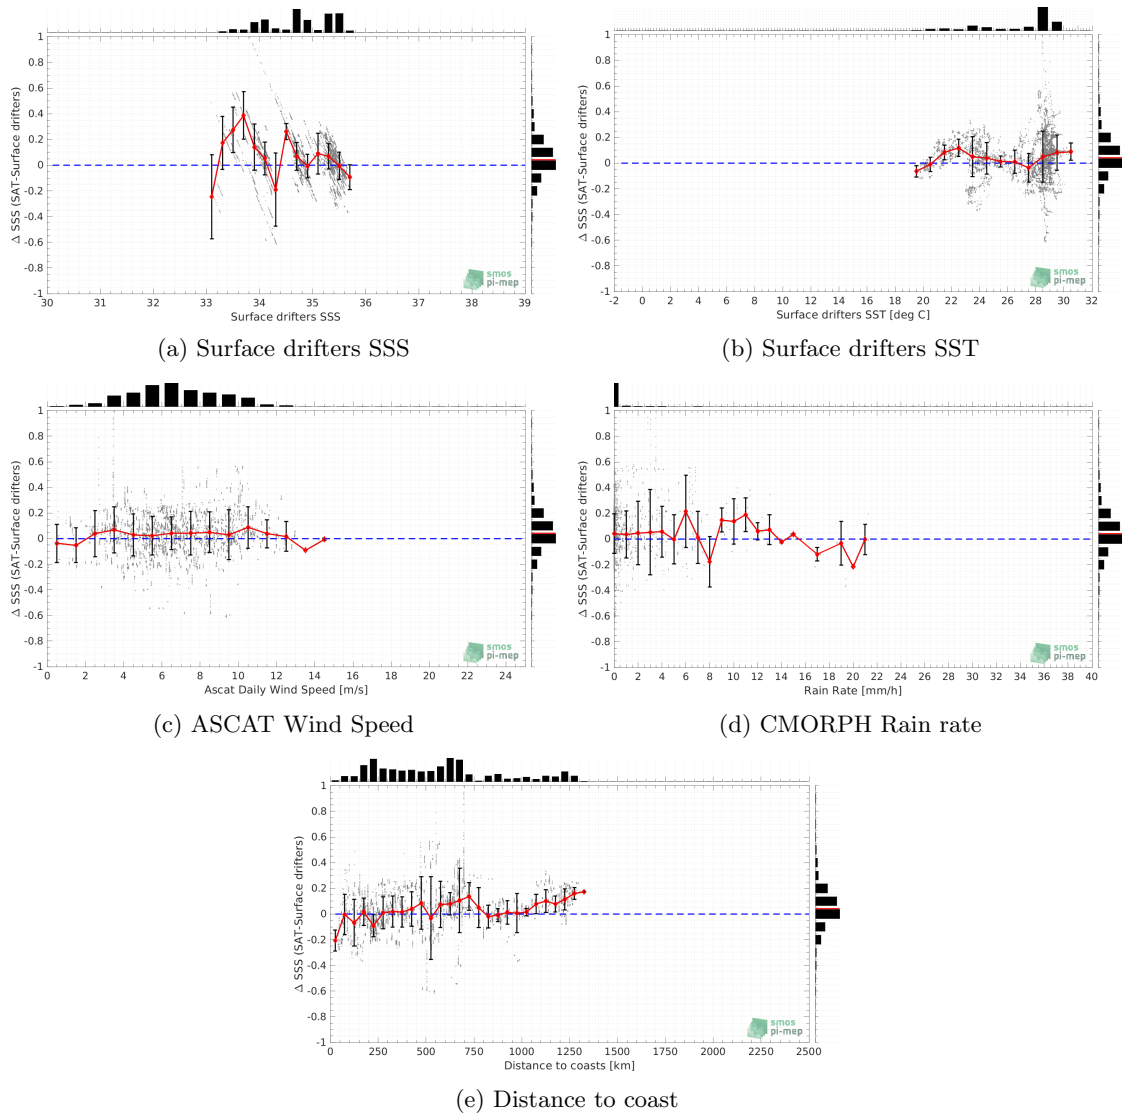 1
0.8
0.6
0.4
0.2
0
-0.2
-0.4
-0.6
-0.8
-1
Δ SSS (SAT-Surface drifters)
30 31 32 33 34 35 36 37 38 39
Surface drifters SSS
smos
pi-mep
(a) Surface drifters SSS
1
0.8
0.6
0.4
0.2
0
-0.2
-0.4
-0.6
-0.8
-1
Δ SSS (SAT-Surface drifters)
-2 0 2 4 6 8 10 12 14 16 18 20 22 24 26 28 30 32
Surface drifters SST [deg C]
smos
pi-mep
(b) Surface drifters SST
1
0.8
0.6
0.4
0.2
0
-0.2
-0.4
-0.6
-0.8
-1
Δ SSS (SAT-Surface drifters)
0 2 4 6 8 10 12 14 16 18 20 22 24
Ascat Daily Wind Speed [m/s]
smos
pi-mep
(c) ASCAT Wind Speed
1
0.8
0.6
0.4
0.2
0
-0.2
-0.4
-0.6
-0.8
-1
Δ SSS (SAT-Surface drifters)
0 2 4 6 8 10 12 14 16 18 20 22 24 26 28 30 32 34 36 38 40
Rain Rate [mm/h]
smos
pi-mep
(d) CMORPH Rain rate
1
0.8
0.6
0.4
0.2
0
-0.2
-0.4
-0.6
-0.8
-1
Δ SSS (SAT-Surface drifters)
0 250 500 750 1000 1250 1500 1750 2000 2250 2500
Distance to coasts [km]
smos
pi-mep
(e) Distance to coast